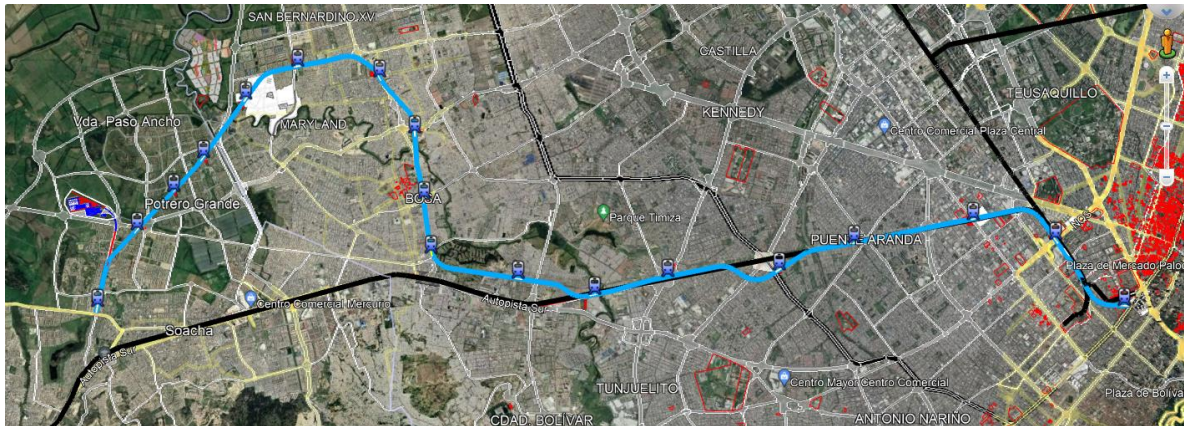 SAN BERNARDINO XV
CASTILLA
TEUSAQUILLO
Vda. Paso Ancho
MARYLAND
KENNEDY
Centro Comercial Plaza Central
BOSA
Potrero Grande
Parque Timiza
PUENTE ARANDA
NQS
Plaza de Mercado Palo
Centro Comercial Mercurio
Autopista Sur
Soacha
Autopista Sur
TUNJUELITO
Centro Mayor Centro Comercial
Plaza de Bolíva
CDAD. BOLÍVAR
ANTONIO NARIÑO